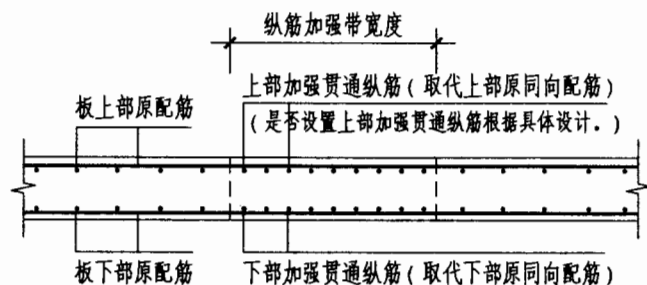 纵筋加强带宽度
上部加强贯通纵筋(取代上部原同向配筋)
板上部原配筋
(是否设置上部加强贯通纵筋根据具体设计。)
板下部原配筋
下部加强贯通纵筋(取代下部原同向配筋)